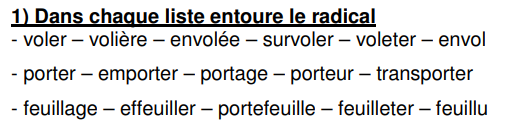 1) Dans chaque liste entoure le radical
- voler – volière – envolée – survoler – voleter – envol
- porter – emporter – portage – porteur – transporter
- feuillage – effeuiller – portefeuille – feuilleter – feuillu